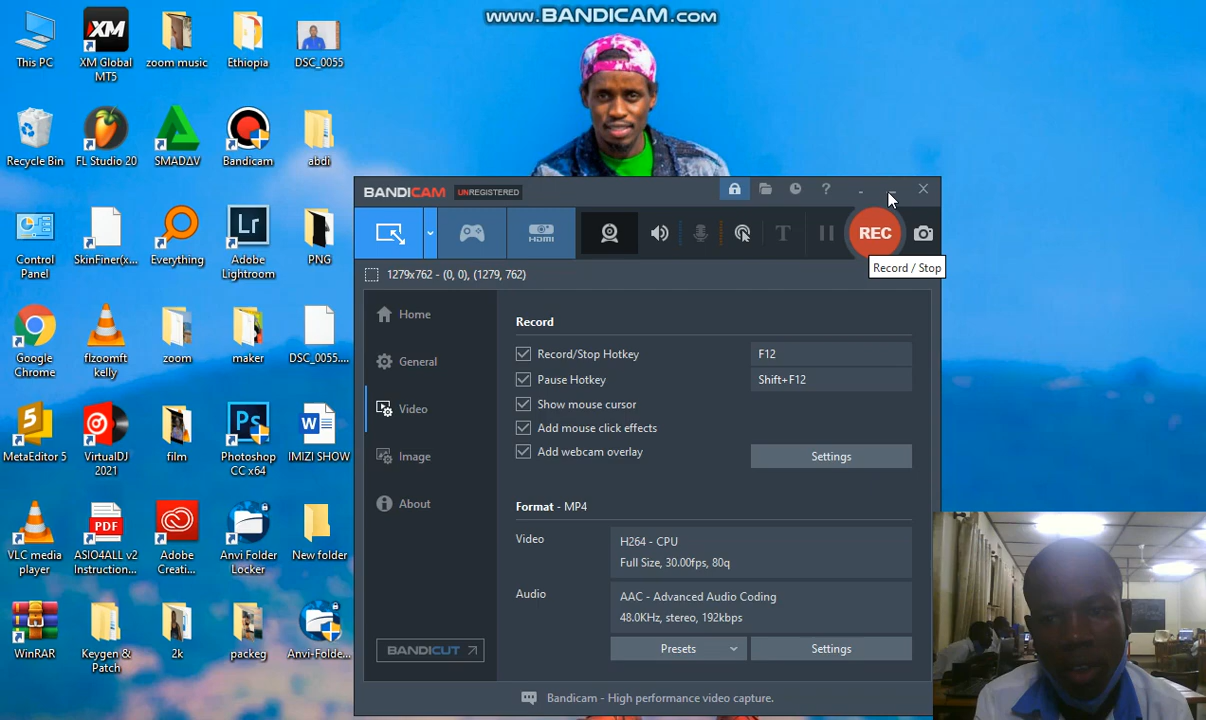 www.BANDICAM.com
This PC
XM Global MT5
zoom music
Ethiopia
DSC_0055
Recycle Bin
FL Studio 20
SMADAV
Bandicam
abdi
Control Panel
SkinFiner(x...
Everything
Adobe Lightroom
PNG
Google Chrome
flzoomft kelly
zoom
maker
DSC_0055....
MetaEditor 5
VirtualDJ 2021
film
Photoshop CC x64
IMIZI SHOW
VLC media player
ASIO4ALL v2 Instruction...
Adobe Creati...
Anvi Folder Locker
New folder
WinRAR
Keygen & Patch
2k
packeg
Anvi-Folde...
XM
Lr
5
Ps
W
PDF
BANDICAM UNREGISTERED
HDMI
T
REC
Record / Stop
1279x762 - (0, 0), (1279, 762)
Home
General
Video
Image
About
BANDICUT
Record
Record/Stop Hotkey F12
Pause Hotkey Shift+F12
Show mouse cursor
Add mouse click effects
Add webcam overlay Settings
Format - MP4
Video H264 - CPU
Full Size, 30.00fps, 80q
Audio AAC - Advanced Audio Coding
48.0KHz, stereo, 192kbps
Presets Settings
Bandicam - High performance video capture.